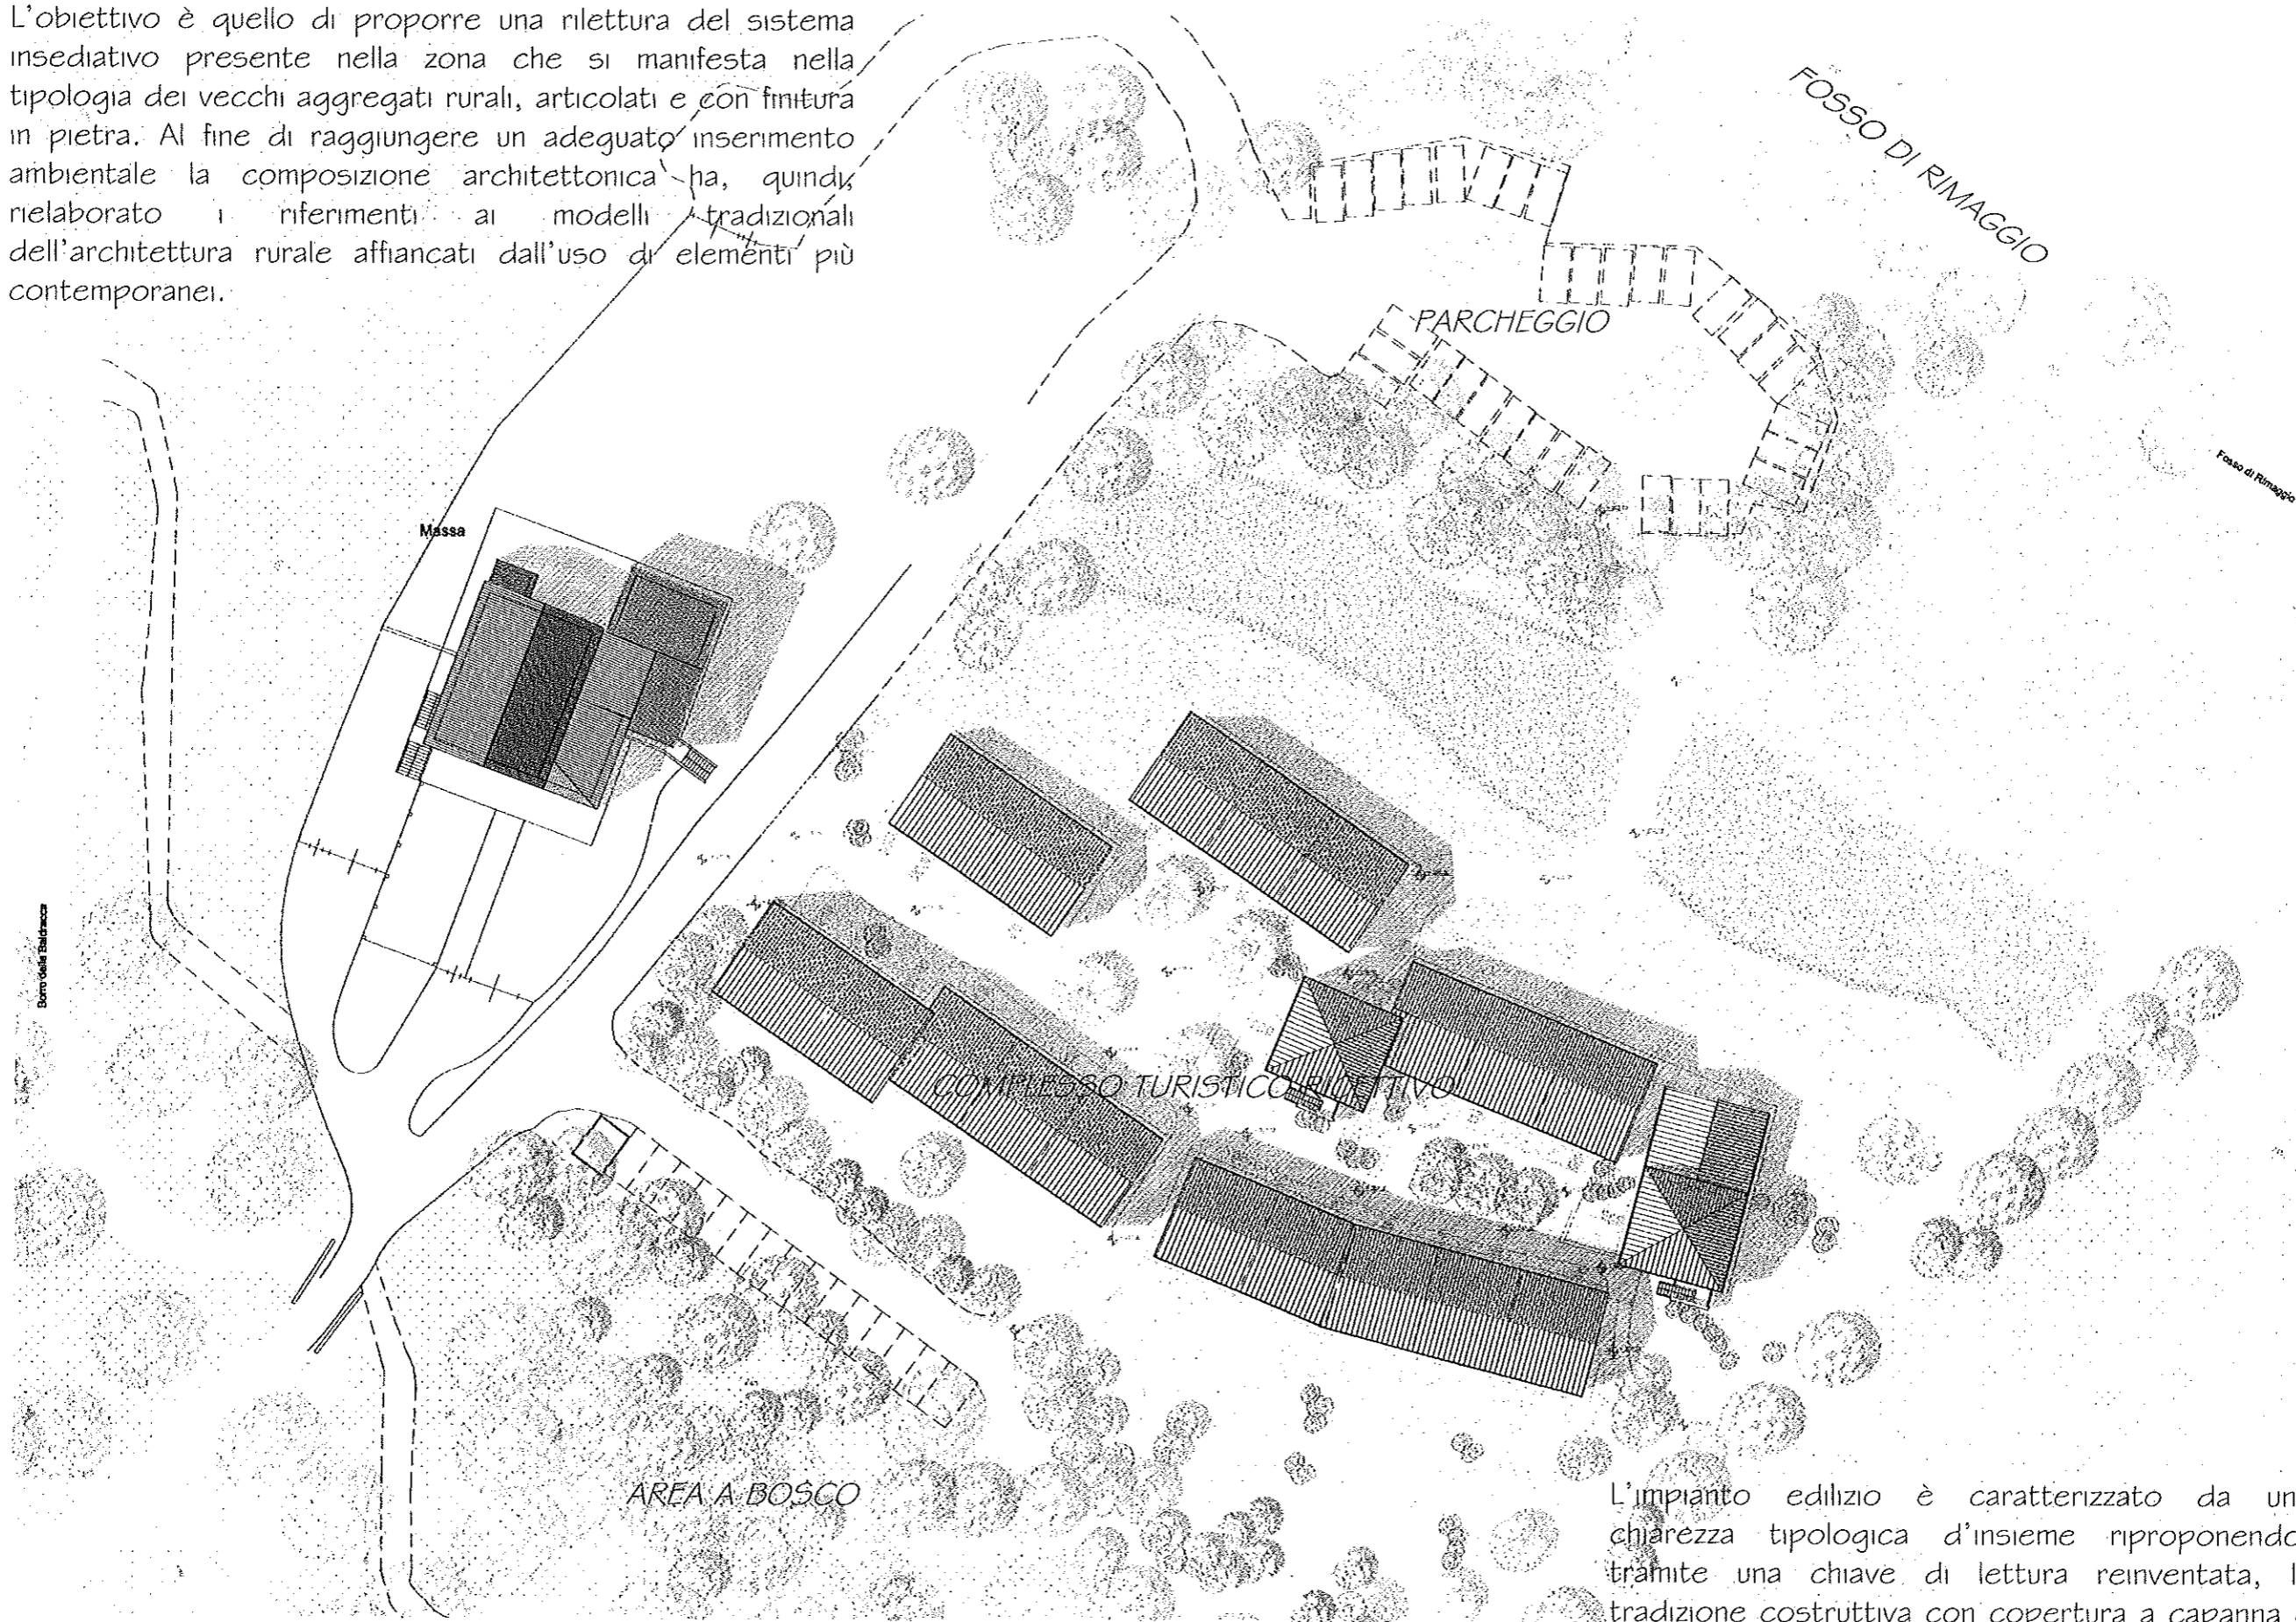 L'obiettivo è quello di proporre una rilettura del sistema
insediativo presente nella zona che si manifesta nella
tipologia dei vecchi aggregati rurali, articolati e con finitura
in pietra. Al fine di raggiungere un adeguato inserimento
ambientale la composizione architettonica ha, quindi,
rielaborato i riferimenti ai modelli tradizionali
dell'architettura rurale affiancati dall'uso di elementi più
contemporanei.
FOSSO DI RIMAGGIO
PARCHEGGIO
Fosso di Rimaggio
Massa
Borro della Baldracca
COMPLESSO TURISTICO RICETTIVO
AREA A BOSCO
L'impianto edilizio è caratterizzato da un
chiarezza tipologica d'insieme riproponendo
tramite una chiave di lettura reinventata, l
tradizione costruttiva con copertura a capanna